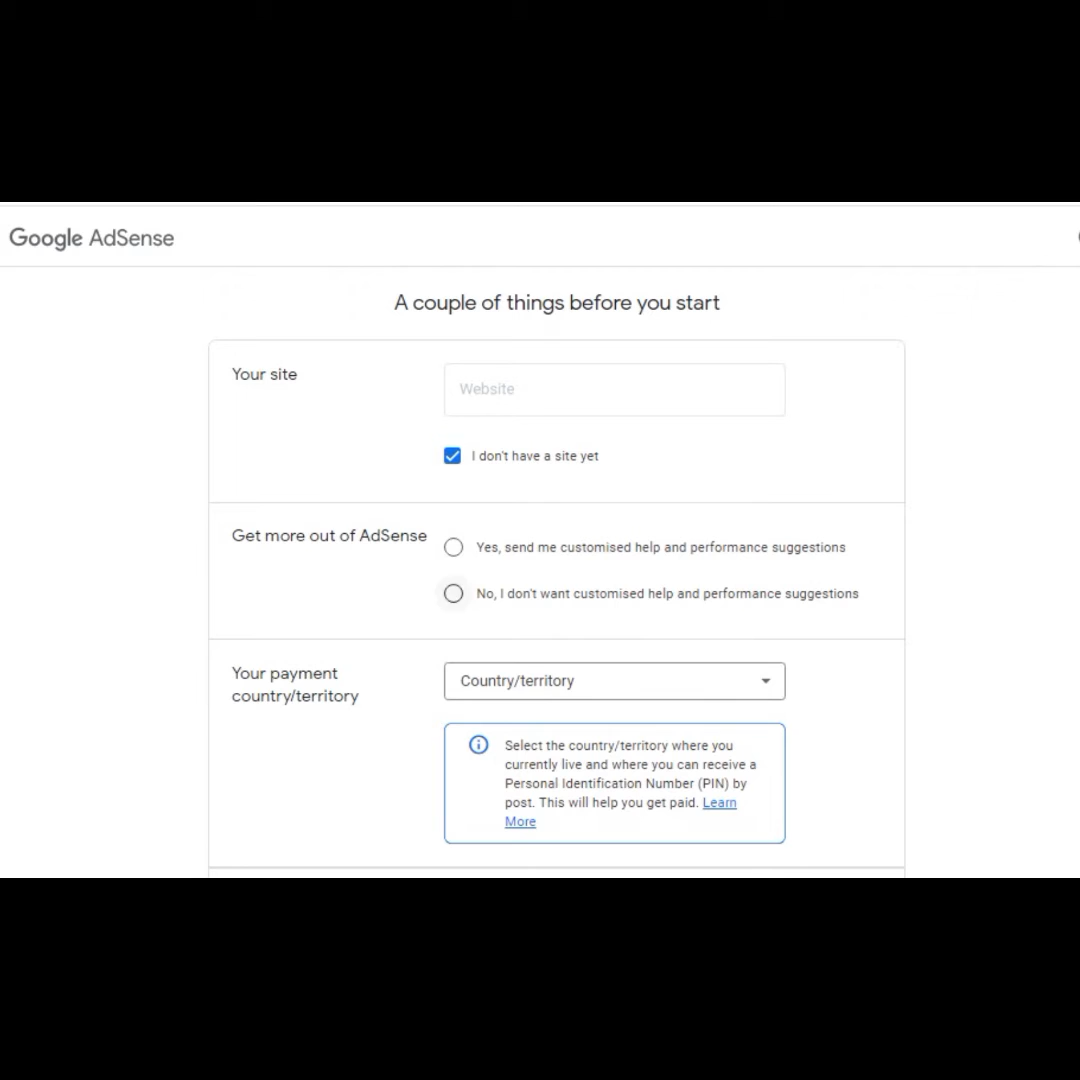 Google AdSense
A couple of things before you start
Your site
Website
I don't have a site yet
Get more out of AdSense
Yes, send me customised help and performance suggestions
No, I don't want customised help and performance suggestions
Your payment
country/territory
Country/territory
Select the country/territory where you
currently live and where you can receive a
Personal Identification Number (PIN) by
post. This will help you get paid. Learn
More